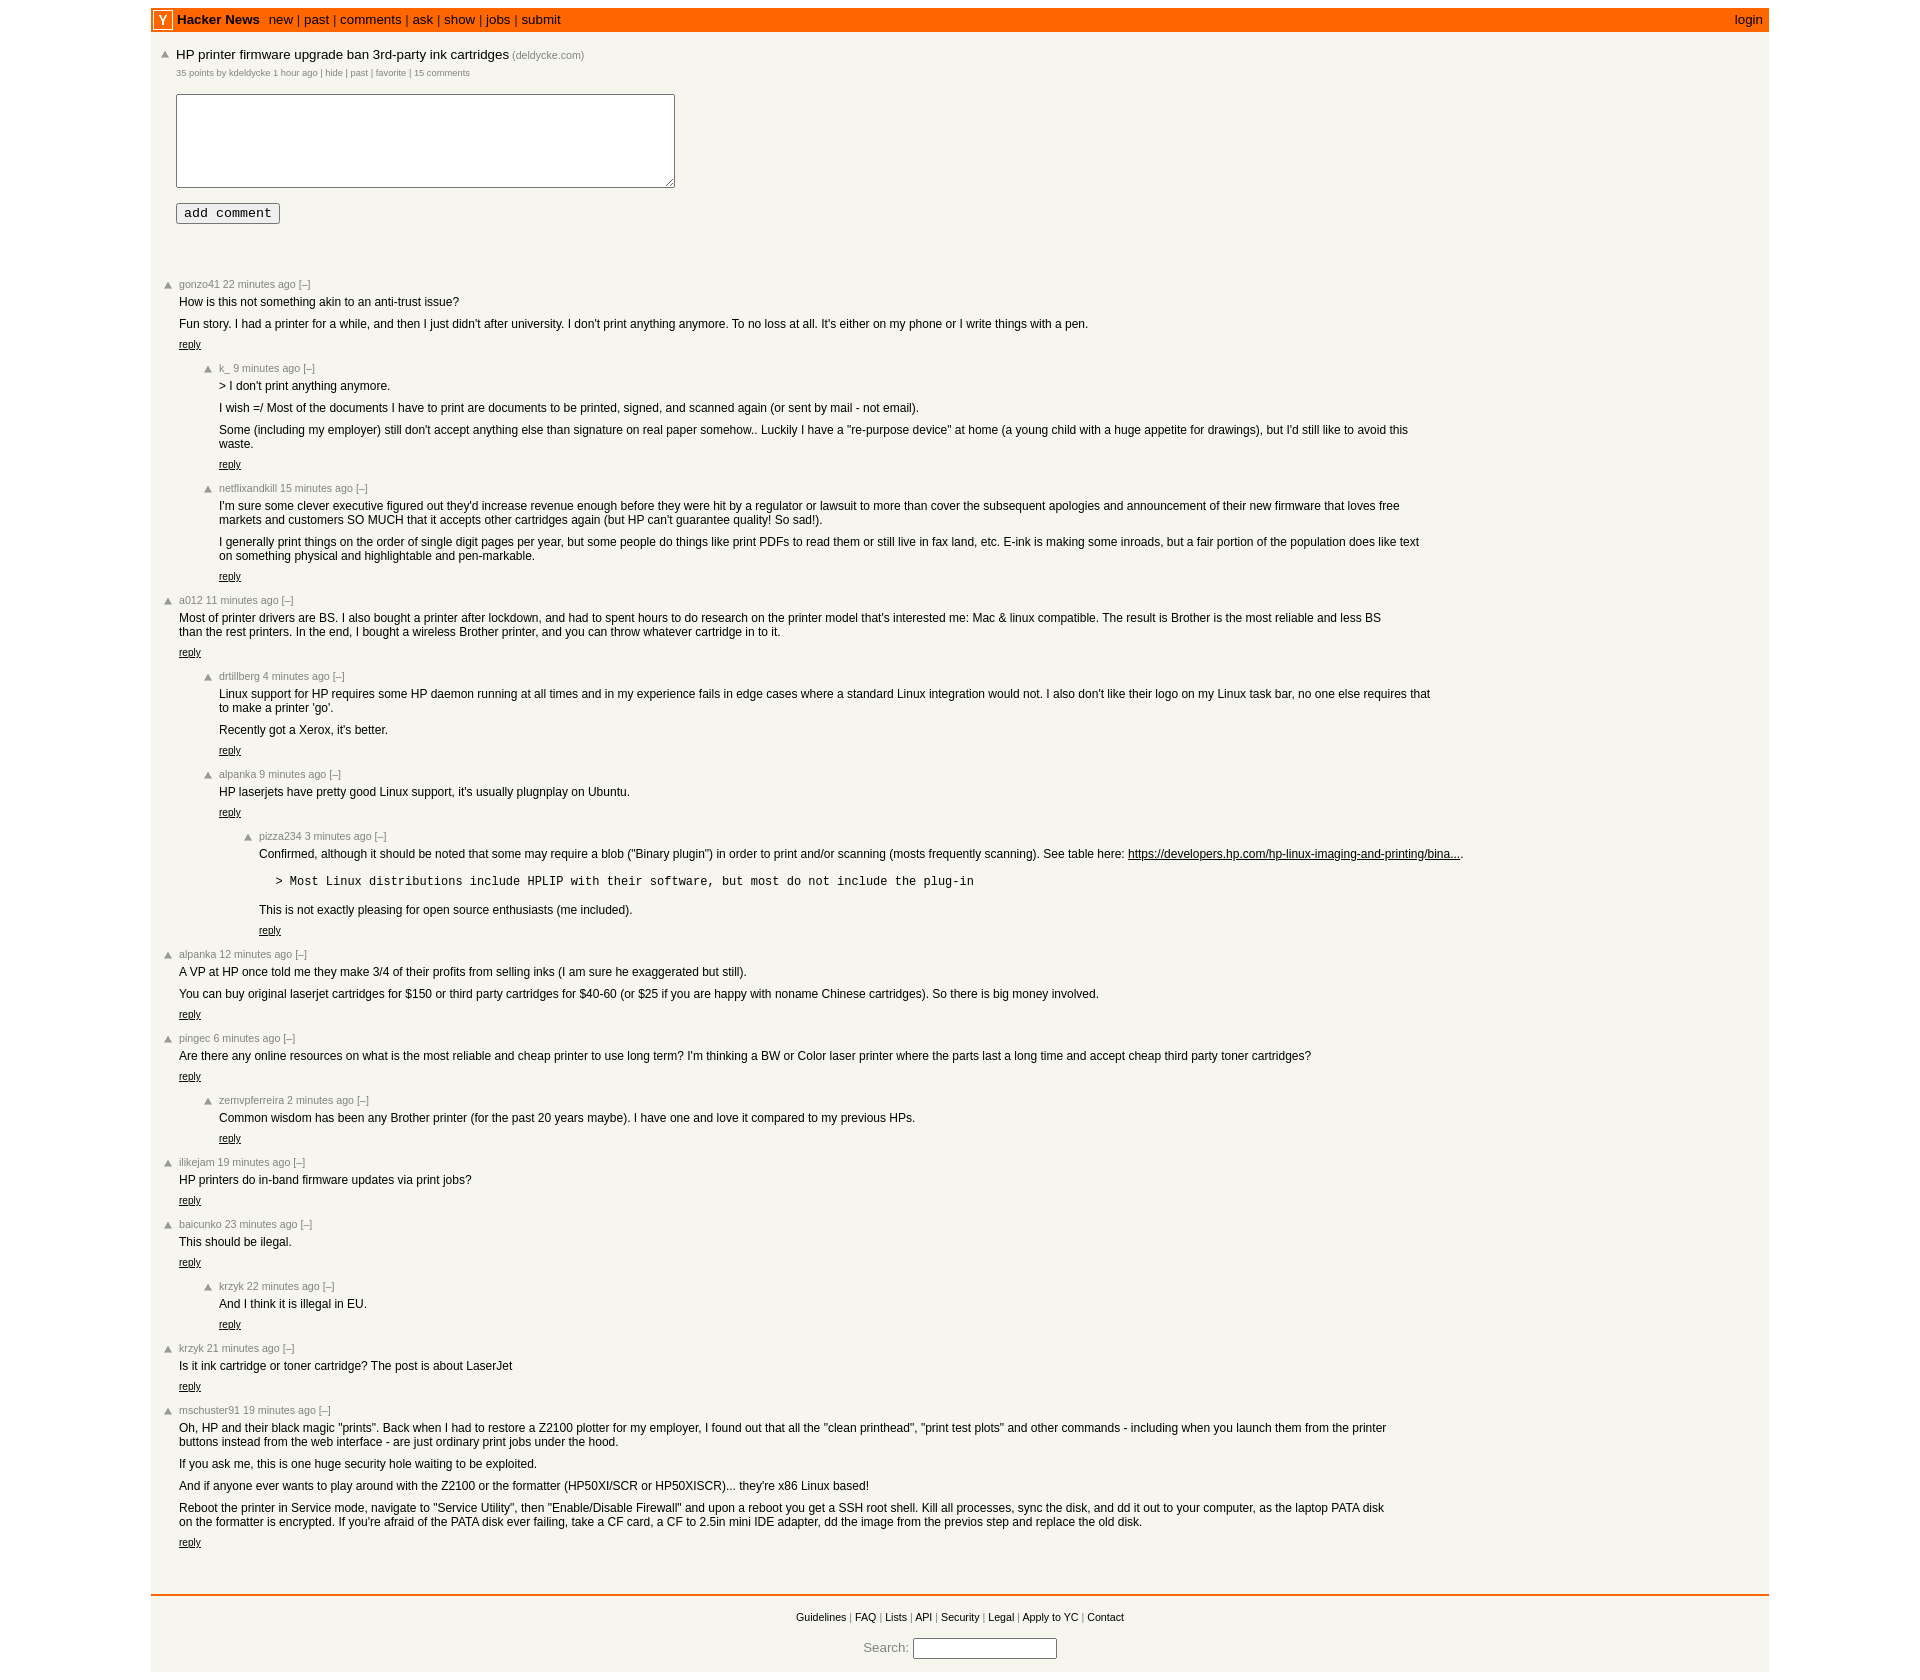 Y Hacker News new | past | comments | ask | show | jobs | submit login
HP printer firmware upgrade ban 3rd-party ink cartridges (deldycke.com)
35 points by kdeldycke 1 hour ago | hide | past | favorite | 15 comments
add comment
gonzo41 22 minutes ago [–]
How is this not something akin to an anti-trust issue?
Fun story. I had a printer for a while, and then I just didn't after university. I don't print anything anymore. To no loss at all. It's either on my phone or I write things with a pen.
reply
k_ 9 minutes ago [–]
> I don't print anything anymore.
I wish =/ Most of the documents I have to print are documents to be printed, signed, and scanned again (or sent by mail - not email).
Some (including my employer) still don't accept anything else than signature on real paper somehow.. Luckily I have a "re-purpose device" at home (a young child with a huge appetite for drawings), but I'd still like to avoid this
waste.
reply
netflixandkill 15 minutes ago [–]
I'm sure some clever executive figured out they'd increase revenue enough before they were hit by a regulator or lawsuit to more than cover the subsequent apologies and announcement of their new firmware that loves free
markets and customers SO MUCH that it accepts other cartridges again (but HP can't guarantee quality! So sad!).
I generally print things on the order of single digit pages per year, but some people do things like print PDFs to read them or still live in fax land, etc. E-ink is making some inroads, but a fair portion of the population does like text
on something physical and highlightable and pen-markable.
reply
a012 11 minutes ago [–]
Most of printer drivers are BS. I also bought a printer after lockdown, and had to spent hours to do research on the printer model that's interested me: Mac & linux compatible. The result is Brother is the most reliable and less BS
than the rest printers. In the end, I bought a wireless Brother printer, and you can throw whatever cartridge in to it.
reply
drtillberg 4 minutes ago [–]
Linux support for HP requires some HP daemon running at all times and in my experience fails in edge cases where a standard Linux integration would not. I also don't like their logo on my Linux task bar, no one else requires that
to make a printer 'go'.
Recently got a Xerox, it's better.
reply
alpanka 9 minutes ago [–]
HP laserjets have pretty good Linux support, it's usually plugnplay on Ubuntu.
reply
pizza234 3 minutes ago [–]
Confirmed, although it should be noted that some may require a blob ("Binary plugin") in order to print and/or scanning (mosts frequently scanning). See table here: https://developers.hp.com/hp-linux-imaging-and-printing/bina....
> Most Linux distributions include HPLIP with their software, but most do not include the plug-in
This is not exactly pleasing for open source enthusiasts (me included).
reply
alpanka 12 minutes ago [–]
A VP at HP once told me they make 3/4 of their profits from selling inks (I am sure he exaggerated but still).
You can buy original laserjet cartridges for $150 or third party cartridges for $40-60 (or $25 if you are happy with noname Chinese cartridges). So there is big money involved.
reply
pingec 6 minutes ago [–]
Are there any online resources on what is the most reliable and cheap printer to use long term? I'm thinking a BW or Color laser printer where the parts last a long time and accept cheap third party toner cartridges?
reply
zemvpferreira 2 minutes ago [–]
Common wisdom has been any Brother printer (for the past 20 years maybe). I have one and love it compared to my previous HPs.
reply
ilikejam 19 minutes ago [–]
HP printers do in-band firmware updates via print jobs?
reply
baicunko 23 minutes ago [–]
This should be ilegal.
reply
krzyk 22 minutes ago [–]
And I think it is illegal in EU.
reply
krzyk 21 minutes ago [–]
Is it ink cartridge or toner cartridge? The post is about LaserJet
reply
mschuster91 19 minutes ago [–]
Oh, HP and their black magic "prints". Back when I had to restore a Z2100 plotter for my employer, I found out that all the "clean printhead", "print test plots" and other commands - including when you launch them from the printer
buttons instead from the web interface - are just ordinary print jobs under the hood.
If you ask me, this is one huge security hole waiting to be exploited.
And if anyone ever wants to play around with the Z2100 or the formatter (HP50XI/SCR or HP50XISCR)... they're x86 Linux based!
Reboot the printer in Service mode, navigate to "Service Utility", then "Enable/Disable Firewall" and upon a reboot you get a SSH root shell. Kill all processes, sync the disk, and dd it out to your computer, as the laptop PATA disk
on the formatter is encrypted. If you're afraid of the PATA disk ever failing, take a CF card, a CF to 2.5in mini IDE adapter, dd the image from the previos step and replace the old disk.
reply
Guidelines | FAQ | Lists | API | Security | Legal | Apply to YC | Contact
Search: